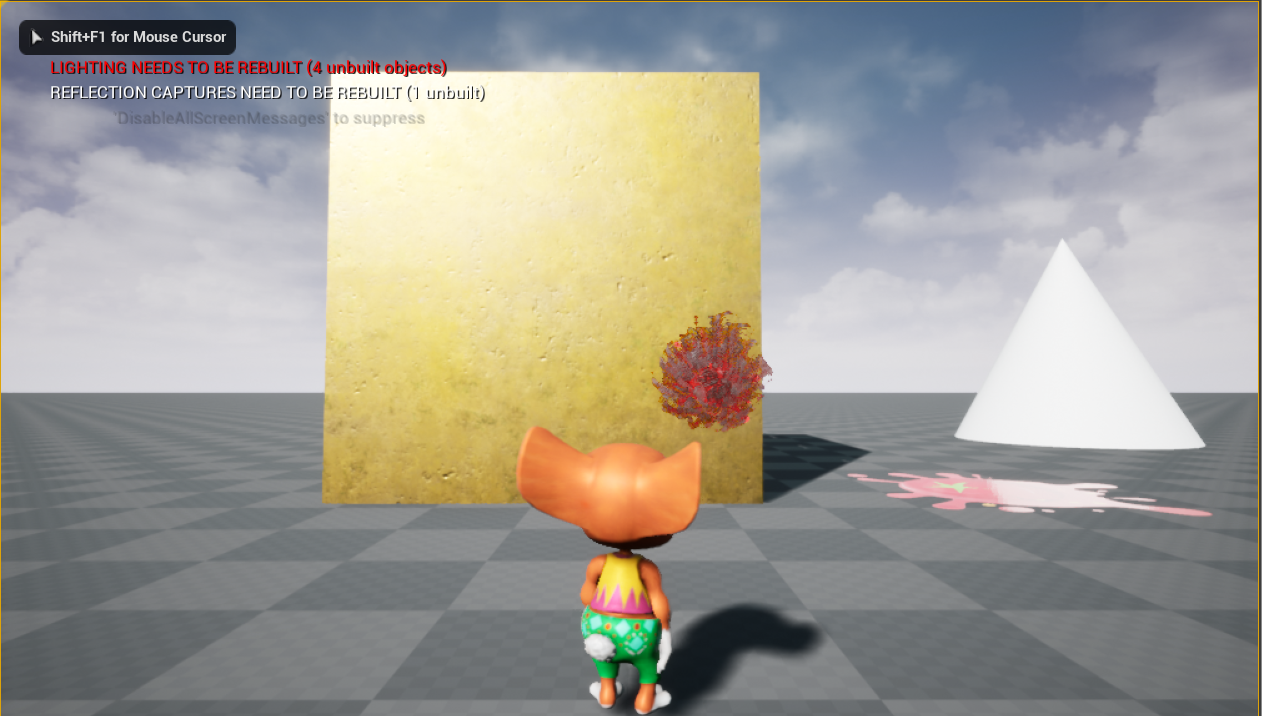 Shift+F1 for Mouse Cursor
LIGHTING NEEDS TO BE REBUILT (4 unbuilt objects)
REFLECTION CAPTURES NEED TO BE REBUILT (1 unbuilt)
'DisableAllScreenMessages' to suppress